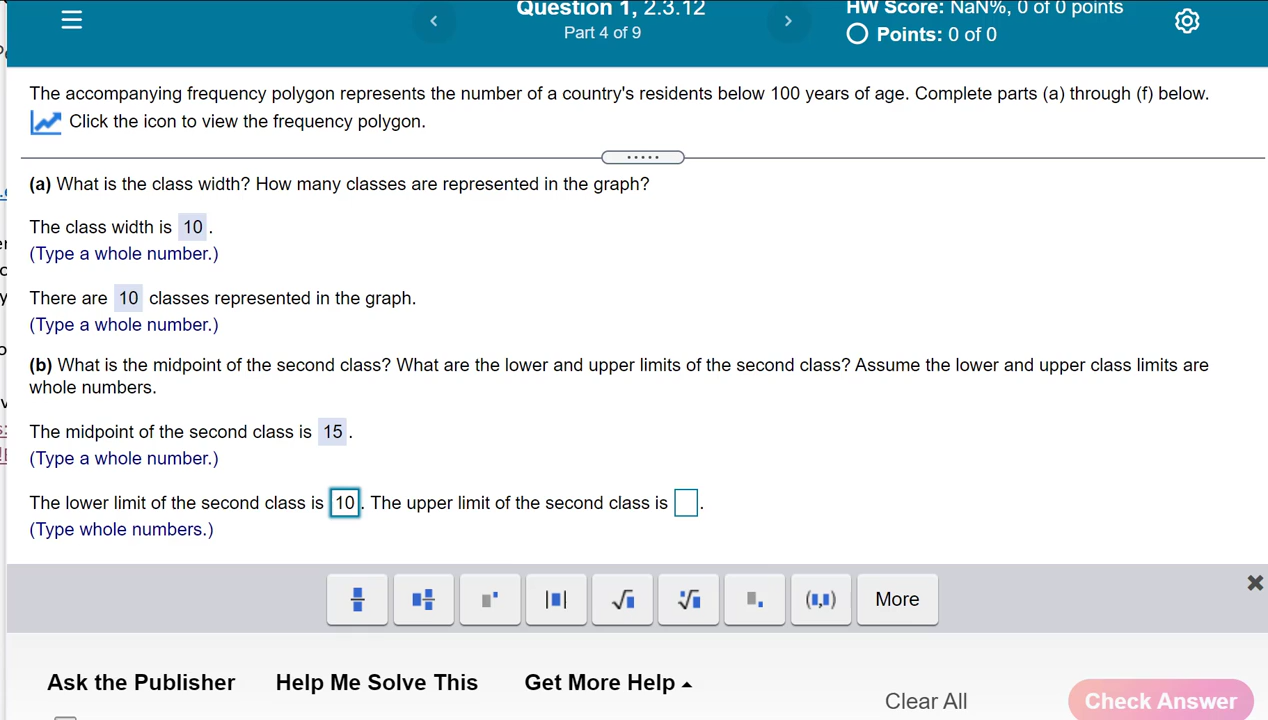 Question 1, 2.3.12
Part 4 of 9
HW Score: NaN%, 0 of 0 points
Points: 0 of 0
The accompanying frequency polygon represents the number of a country's residents below 100 years of age. Complete parts (a) through (f) below.
Click the icon to view the frequency polygon.
(a) What is the class width? How many classes are represented in the graph?
The class width is 10.
(Type a whole number.)
There are 10 classes represented in the graph.
(Type a whole number.)
(b) What is the midpoint of the second class? What are the lower and upper limits of the second class? Assume the lower and upper class limits are
whole numbers.
The midpoint of the second class is 15.
(Type a whole number.)
The lower limit of the second class is 10. The upper limit of the second class is .
(Type whole numbers.)
More
Ask the Publisher Help Me Solve This Get More Help
Clear All Check Answer